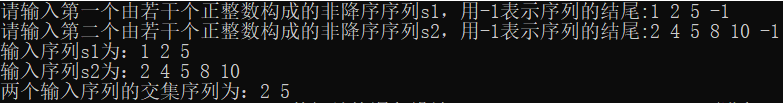 请输入第一个由若干个正整数构成的非降序序列s1，用-1表示序列的结尾:1 2 5 -1
请输入第二个由若干个正整数构成的非降序序列s2，用-1表示序列的结尾:2 4 5 8 10 -1
输入序列s1为: 1 2 5
输入序列s2为: 2 4 5 8 10
两个输入序列的交集序列为: 2 5